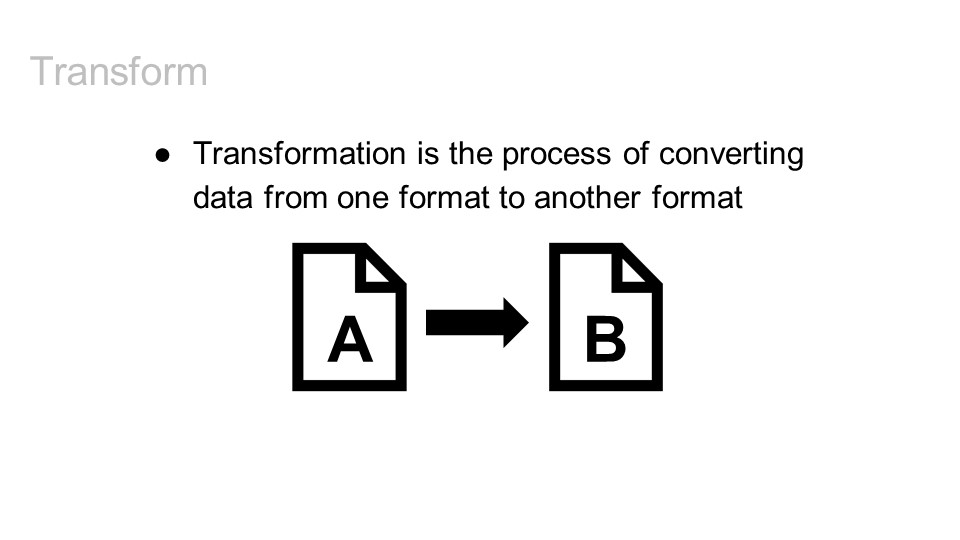 Transform
● Transformation is the process of converting
data from one format to another format
A B